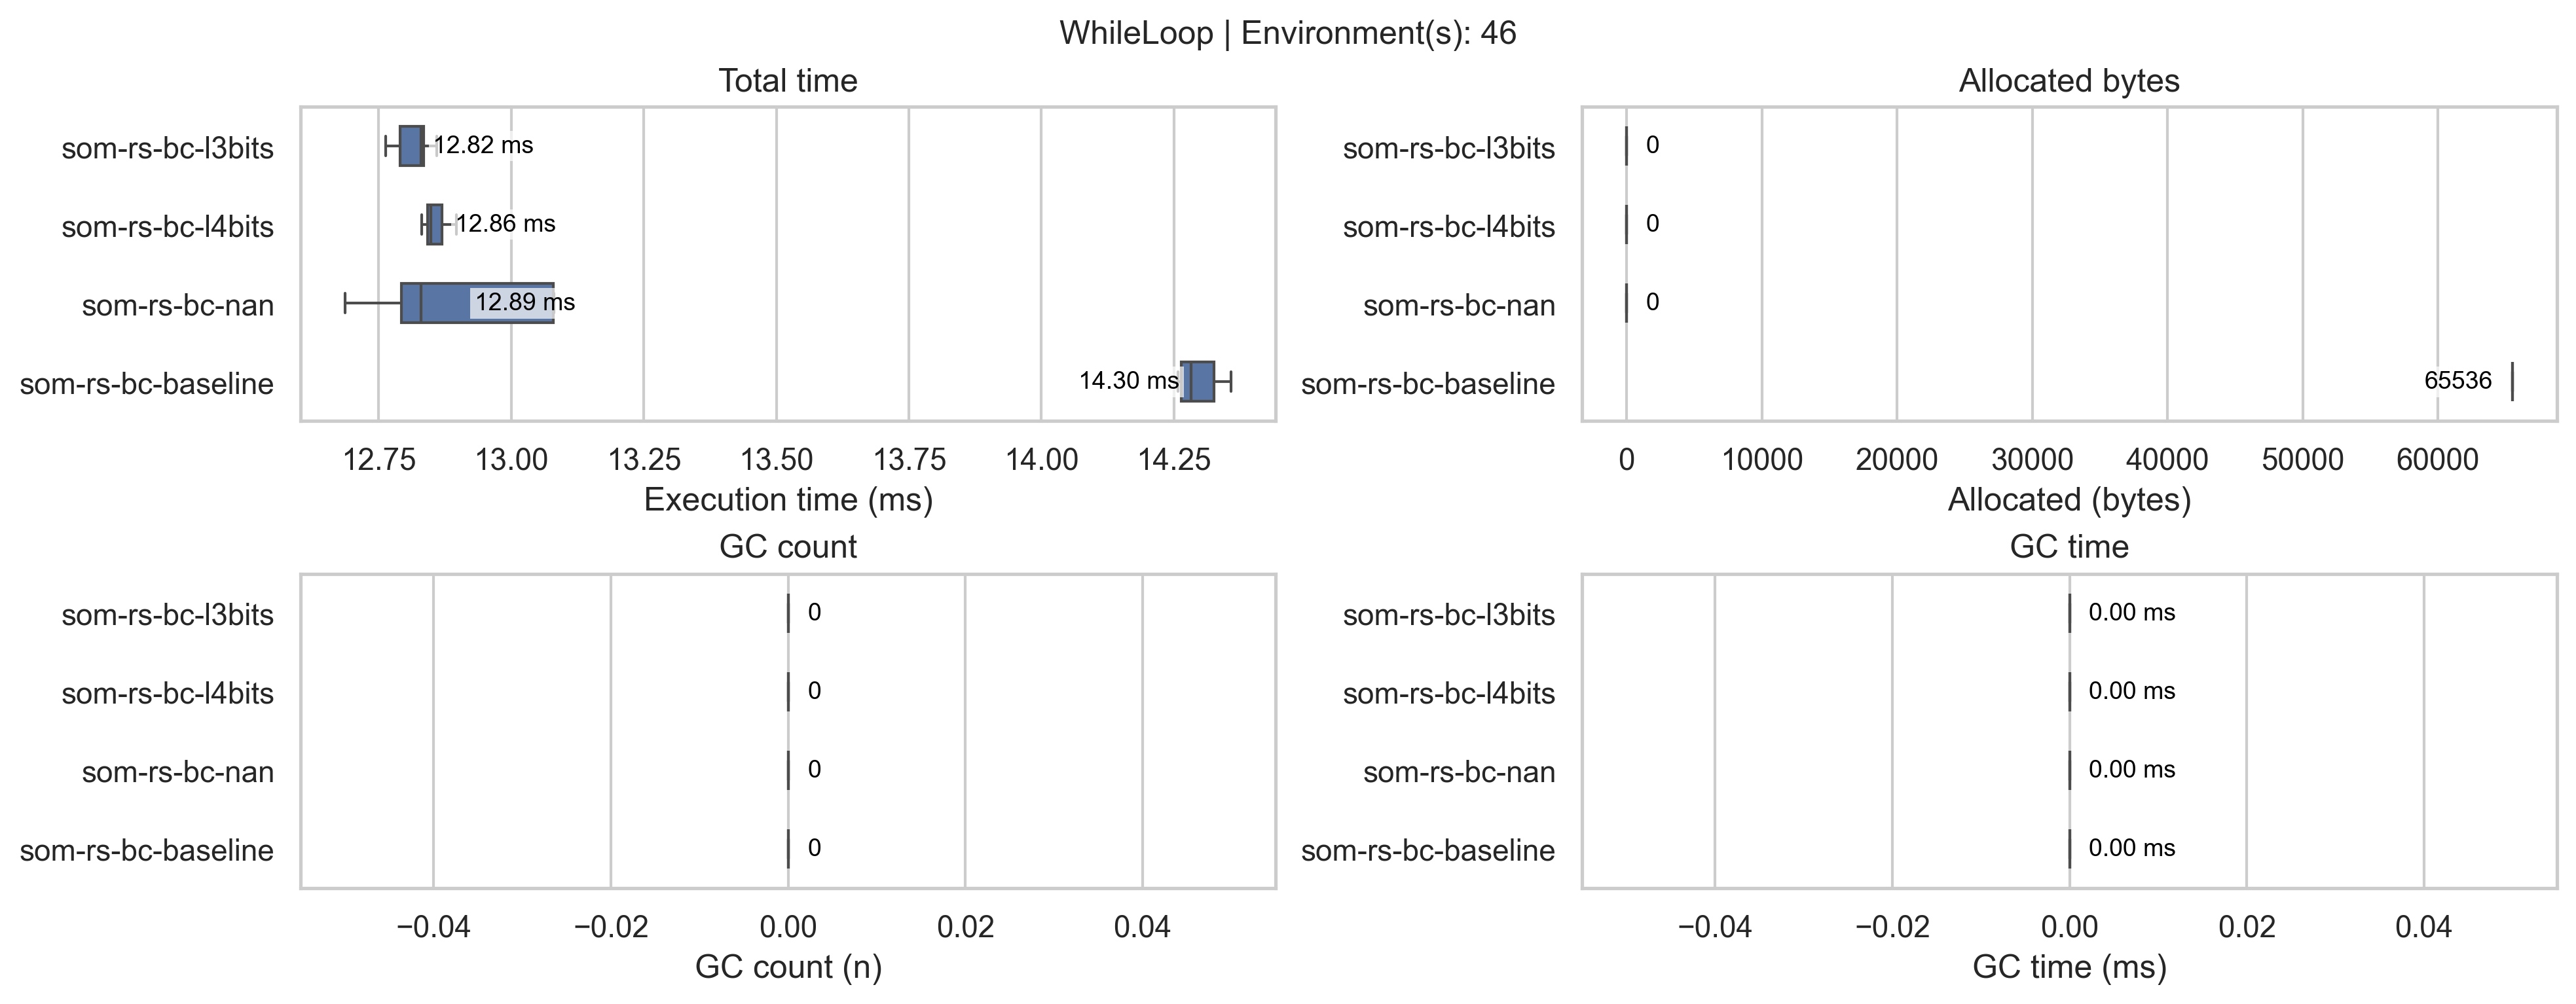 WhileLoop | Environment(s): 46
Total time
som-rs-bc-l3bits
12.82 ms
som-rs-bc-l4bits
12.86 ms
som-rs-bc-nan
12.89 ms
som-rs-bc-baseline
14.30 ms
12.75 13.00 13.25 13.50 13.75 14.00 14.25
Execution time (ms)
Allocated bytes
som-rs-bc-l3bits
0
som-rs-bc-l4bits
0
som-rs-bc-nan
0
som-rs-bc-baseline
65536
0 10000 20000 30000 40000 50000 60000
Allocated (bytes)
GC count
som-rs-bc-l3bits
0
som-rs-bc-l4bits
0
som-rs-bc-nan
0
som-rs-bc-baseline
0
−0.04 −0.02 0.00 0.02 0.04
GC count (n)
GC time
som-rs-bc-l3bits
0.00 ms
som-rs-bc-l4bits
0.00 ms
som-rs-bc-nan
0.00 ms
som-rs-bc-baseline
0.00 ms
−0.04 −0.02 0.00 0.02 0.04
GC time (ms)